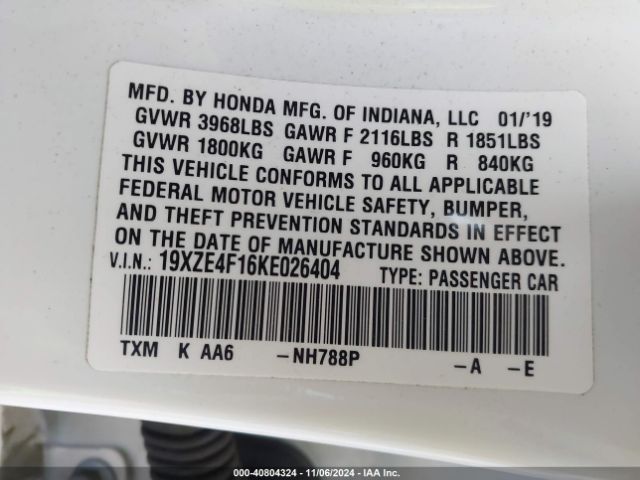 MFD. BY HONDA MFG. OF INDIANA, LLC 01/'19
GVWR 3968LBS GAWR F 2116LBS R 1851LBS
GVWR 1800KG GAWR F 960KG R 840KG
THIS VEHICLE CONFORMS TO ALL APPLICABLE
FEDERAL MOTOR VEHICLE SAFETY, BUMPER,
AND THEFT PREVENTION STANDARDS IN EFFECT
ON THE DATE OF MANUFACTURE SHOWN ABOVE.
V.I.N.: 19XZE4F16KE026404 TYPE: PASSENGER CAR
TXM K AA6 -NH788P -A -E
000-40804324 | 11/06/2024 | IAA Inc.